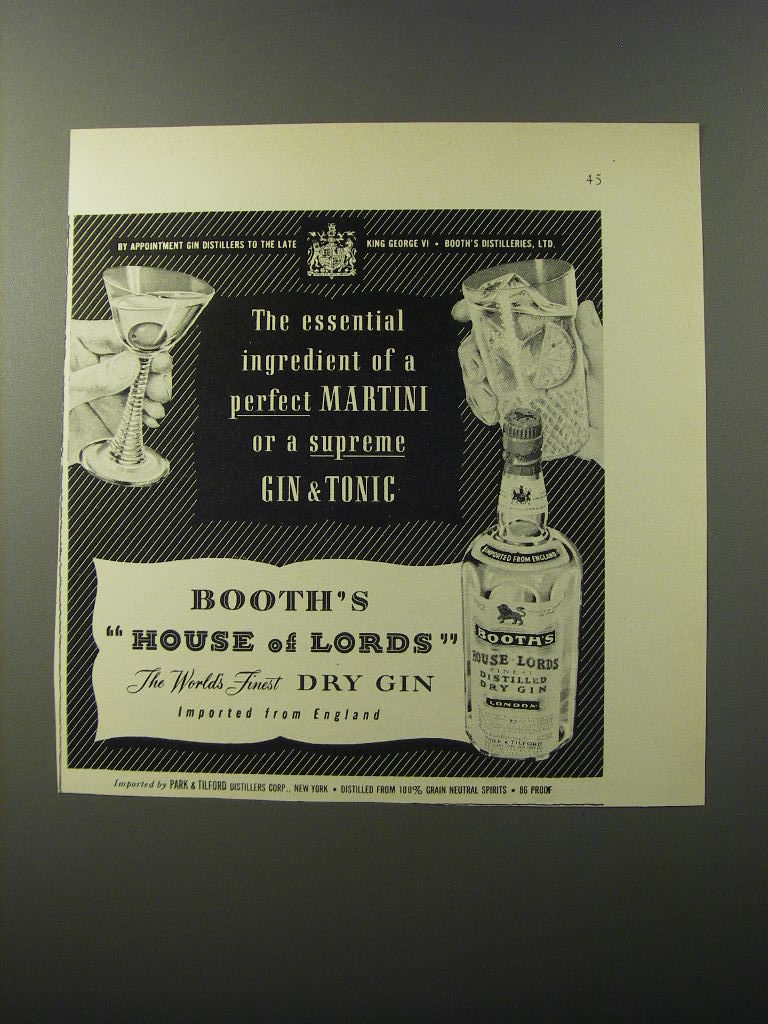 45
BY APPOINTMENT GIN DISTILLERS TO THE LATE KING GEORGE VI • BOOTH'S DISTILLERIES, LTD.
The essential
ingredient of a
perfect MARTINI
or a supreme
GIN & TONIC
IMPORTED FROM ENGLAND
BOOTH'S
HOUSE LORDS
FINEST
DISTILLED
DRY GIN
LONDON
PARK & TILFORD
BOOTH'S
"HOUSE of LORDS"
The World's Finest DRY GIN
Imported from England
Imported by PARK & TILFORD DISTILLERS CORP., NEW YORK • DISTILLED FROM 100% GRAIN NEUTRAL SPIRITS • 86 PROOF